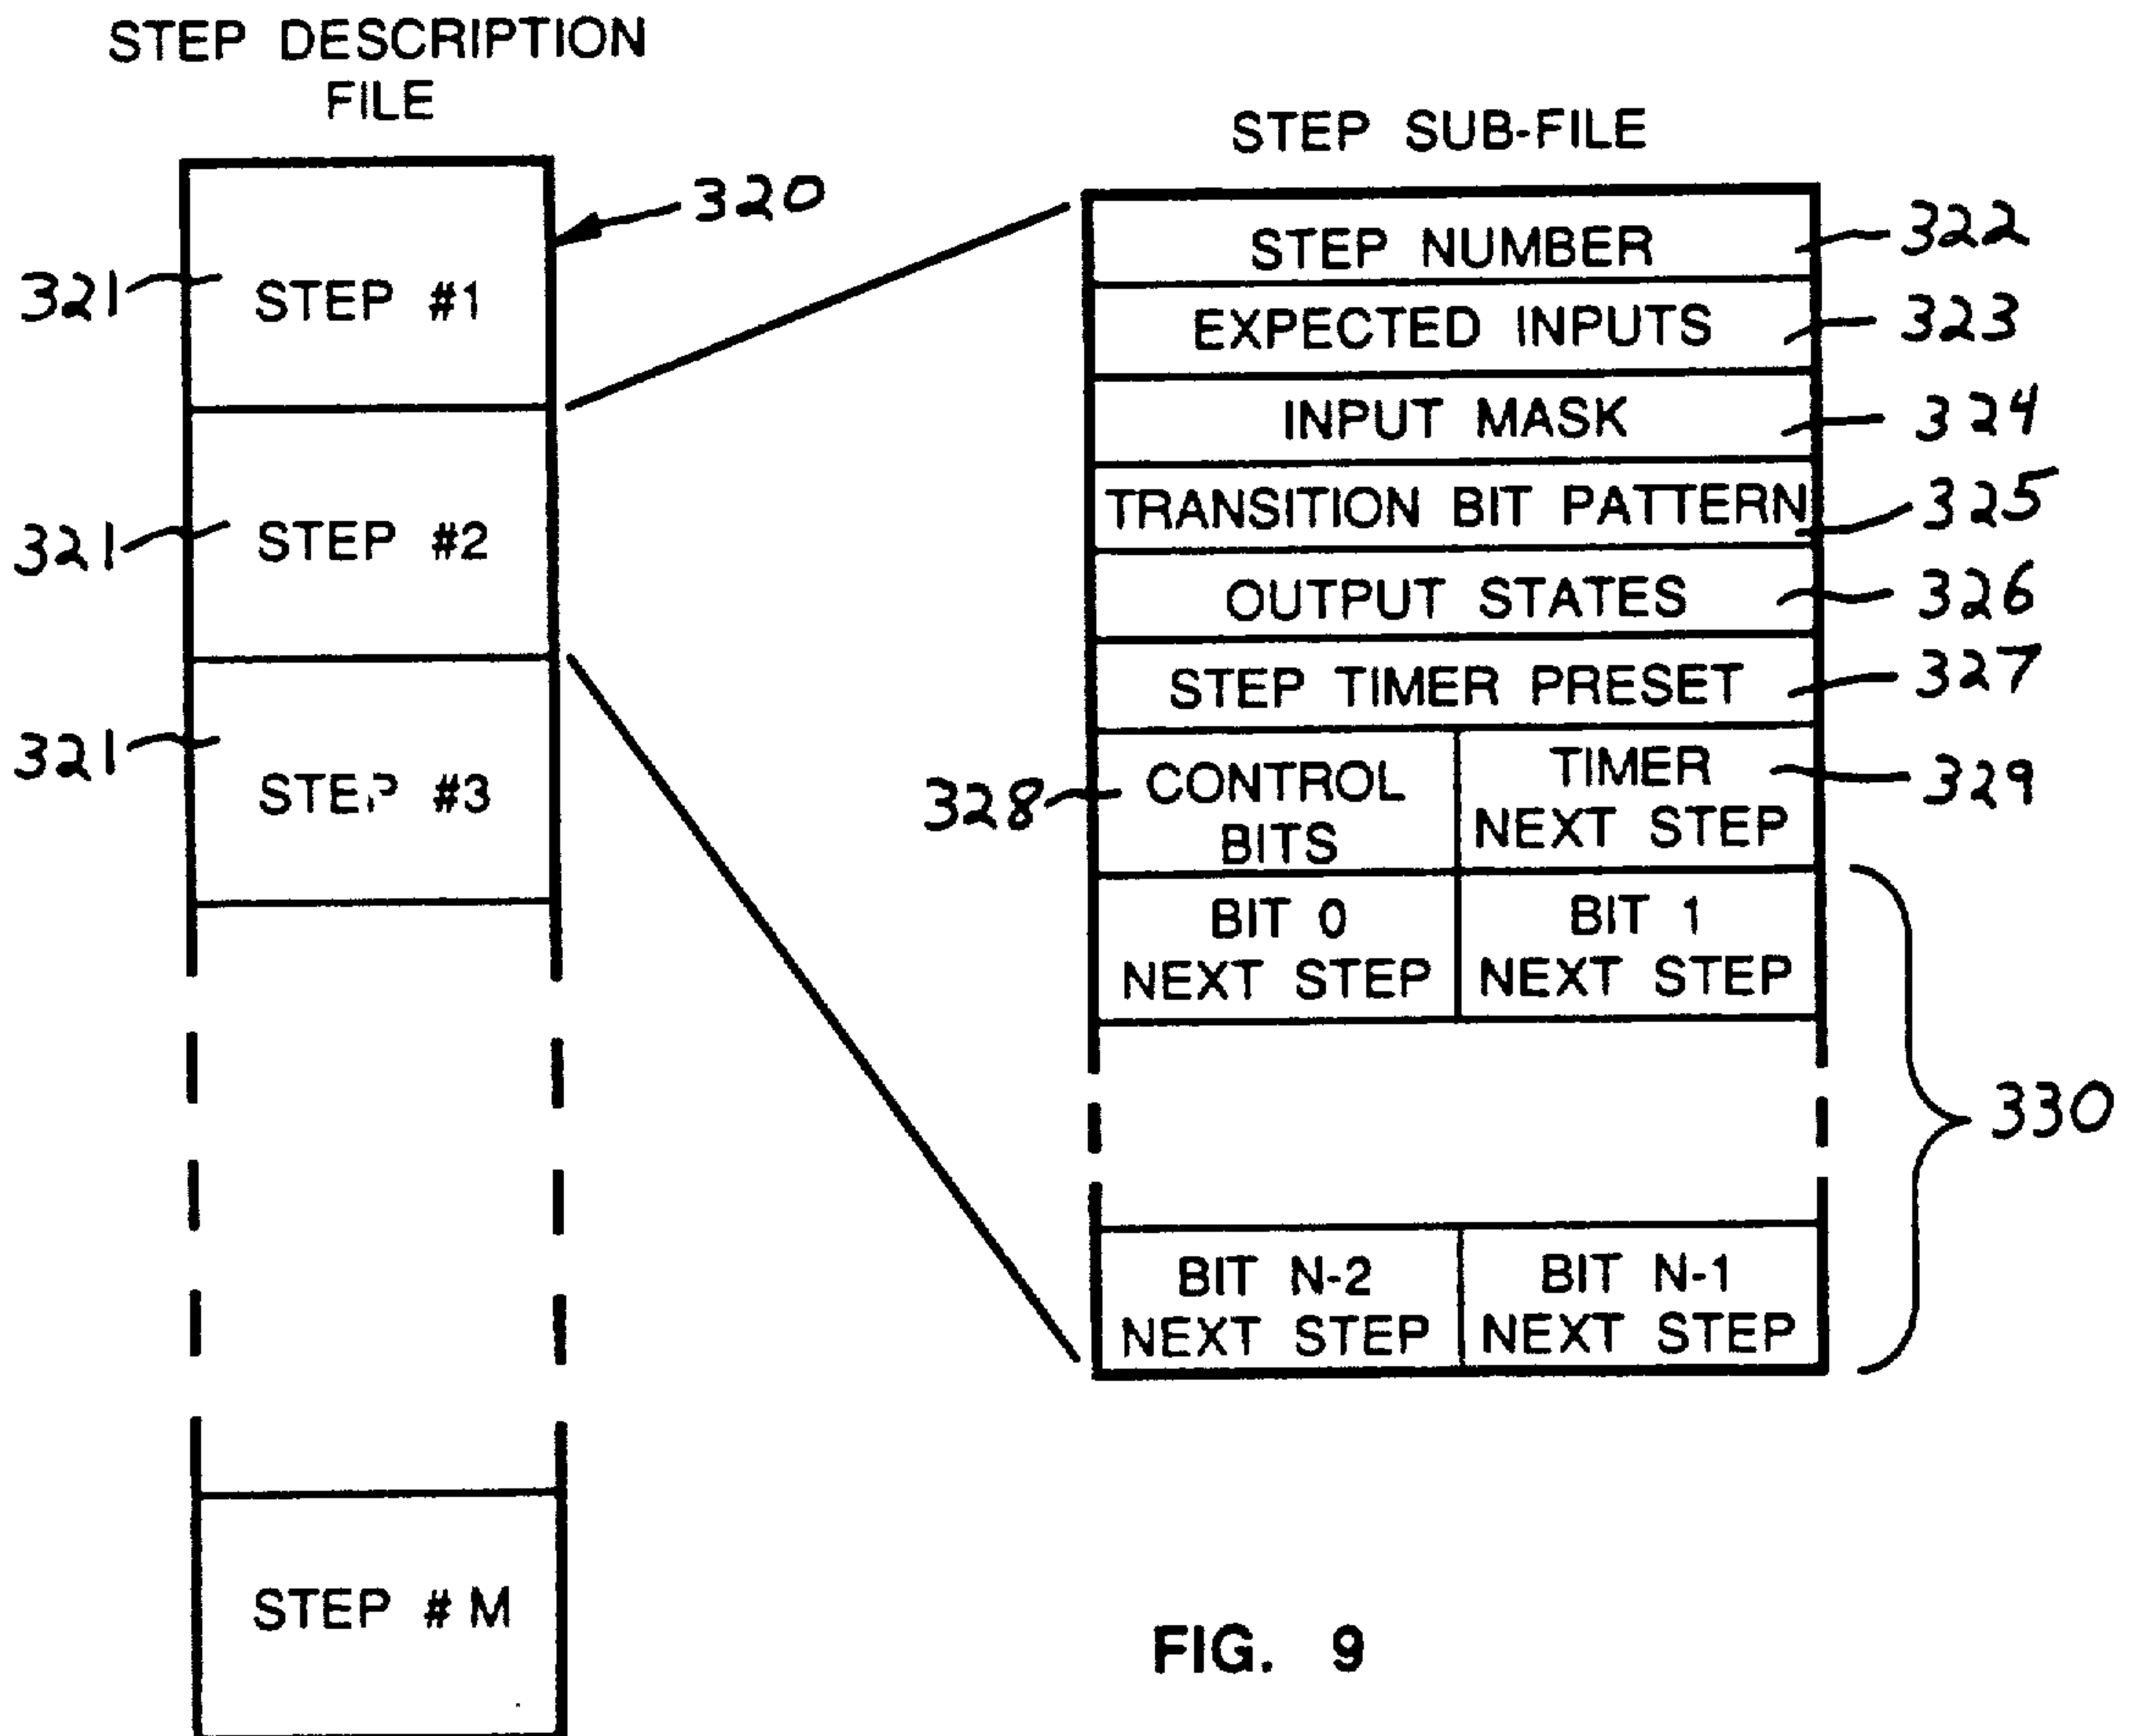 STEP DESCRIPTION
FILE
320
321
STEP #1
321
STEP #2
321
STEP #3
STEP # M
STEP SUB-FILE
STEP NUMBER
322
EXPECTED INPUTS
323
INPUT MASK
324
TRANSITION BIT PATTERN
325
OUTPUT STATES
326
STEP TIMER PRESET
327
328
CONTROL
BITS
TIMER
NEXT STEP
329
BIT 0
NEXT STEP
BIT 1
NEXT STEP
330
BIT N-2
NEXT STEP
BIT N-1
NEXT STEP
FIG. 9